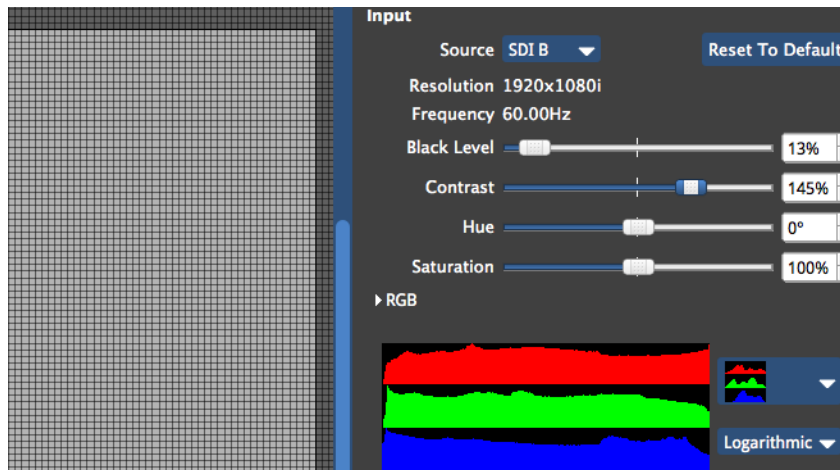 Input
Source SDI B
Reset To Default
Resolution 1920x1080i
Frequency 60.00Hz
Black Level 13%
Contrast 145%
Hue 0°
Saturation 100%
RGB
Logarithmic